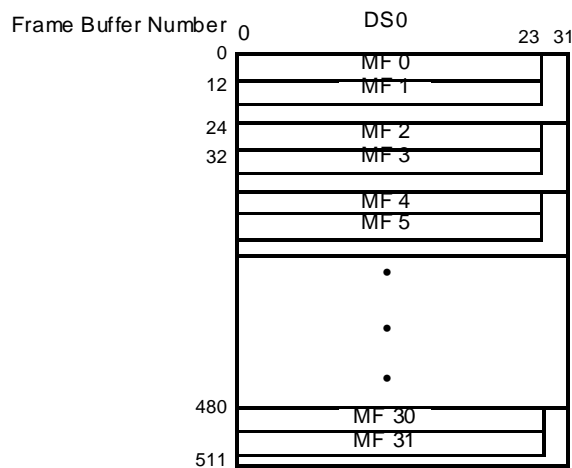 Frame Buffer Number
DS0
0
23 31
0
MF 0
12
MF 1
24
MF 2
32
MF 3
MF 4
MF 5
480
MF 30
MF 31
511